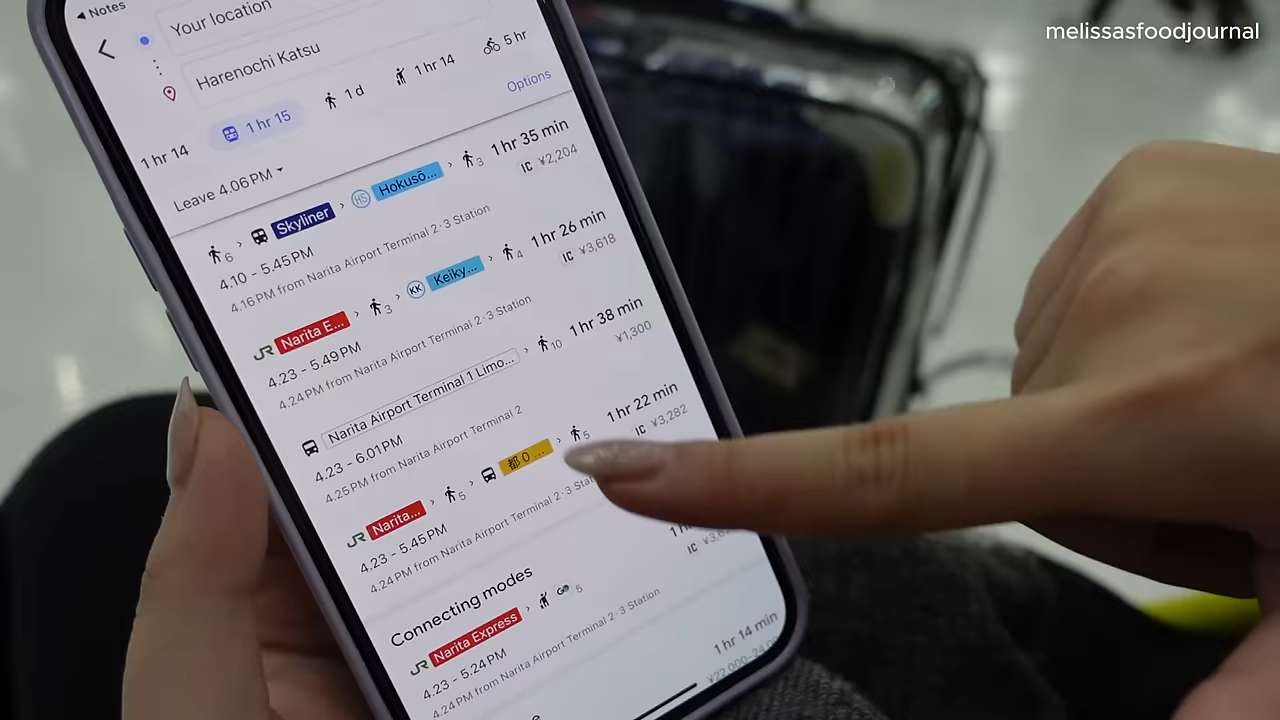 melissasfoodjournal
Notes
Your location
Harenochi Katsu
1 hr 14 1 hr 15 1 d 1 hr 14 5 hr
Leave 4.06 PM Options
6 Skyliner HS Hokusō... 3 1 hr 35 min
4.10 - 5.45 PM IC ¥2,204
4.16 PM from Narita Airport Terminal 2·3 Station
JR Narita E... 3 KK Keiky... 4 1 hr 26 min
4.23 - 5.49 PM IC ¥3,618
4.24 PM from Narita Airport Terminal 2·3 Station
Narita Airport Terminal 1 Limo... 10 1 hr 38 min
4.23 - 6.01 PM ¥1,300
4.25 PM from Narita Airport Terminal 2
JR Narita... 5 都 0 ... 5 1 hr 22 min
4.23 - 5.45 PM IC ¥3,282
4.24 PM from Narita Airport Terminal 2·3
Connecting modes
JR Narita Express 5
4.23 - 5.24 PM IC
4.24 PM from Narita Airport Terminal 2·3 Station
1 hr 14 min